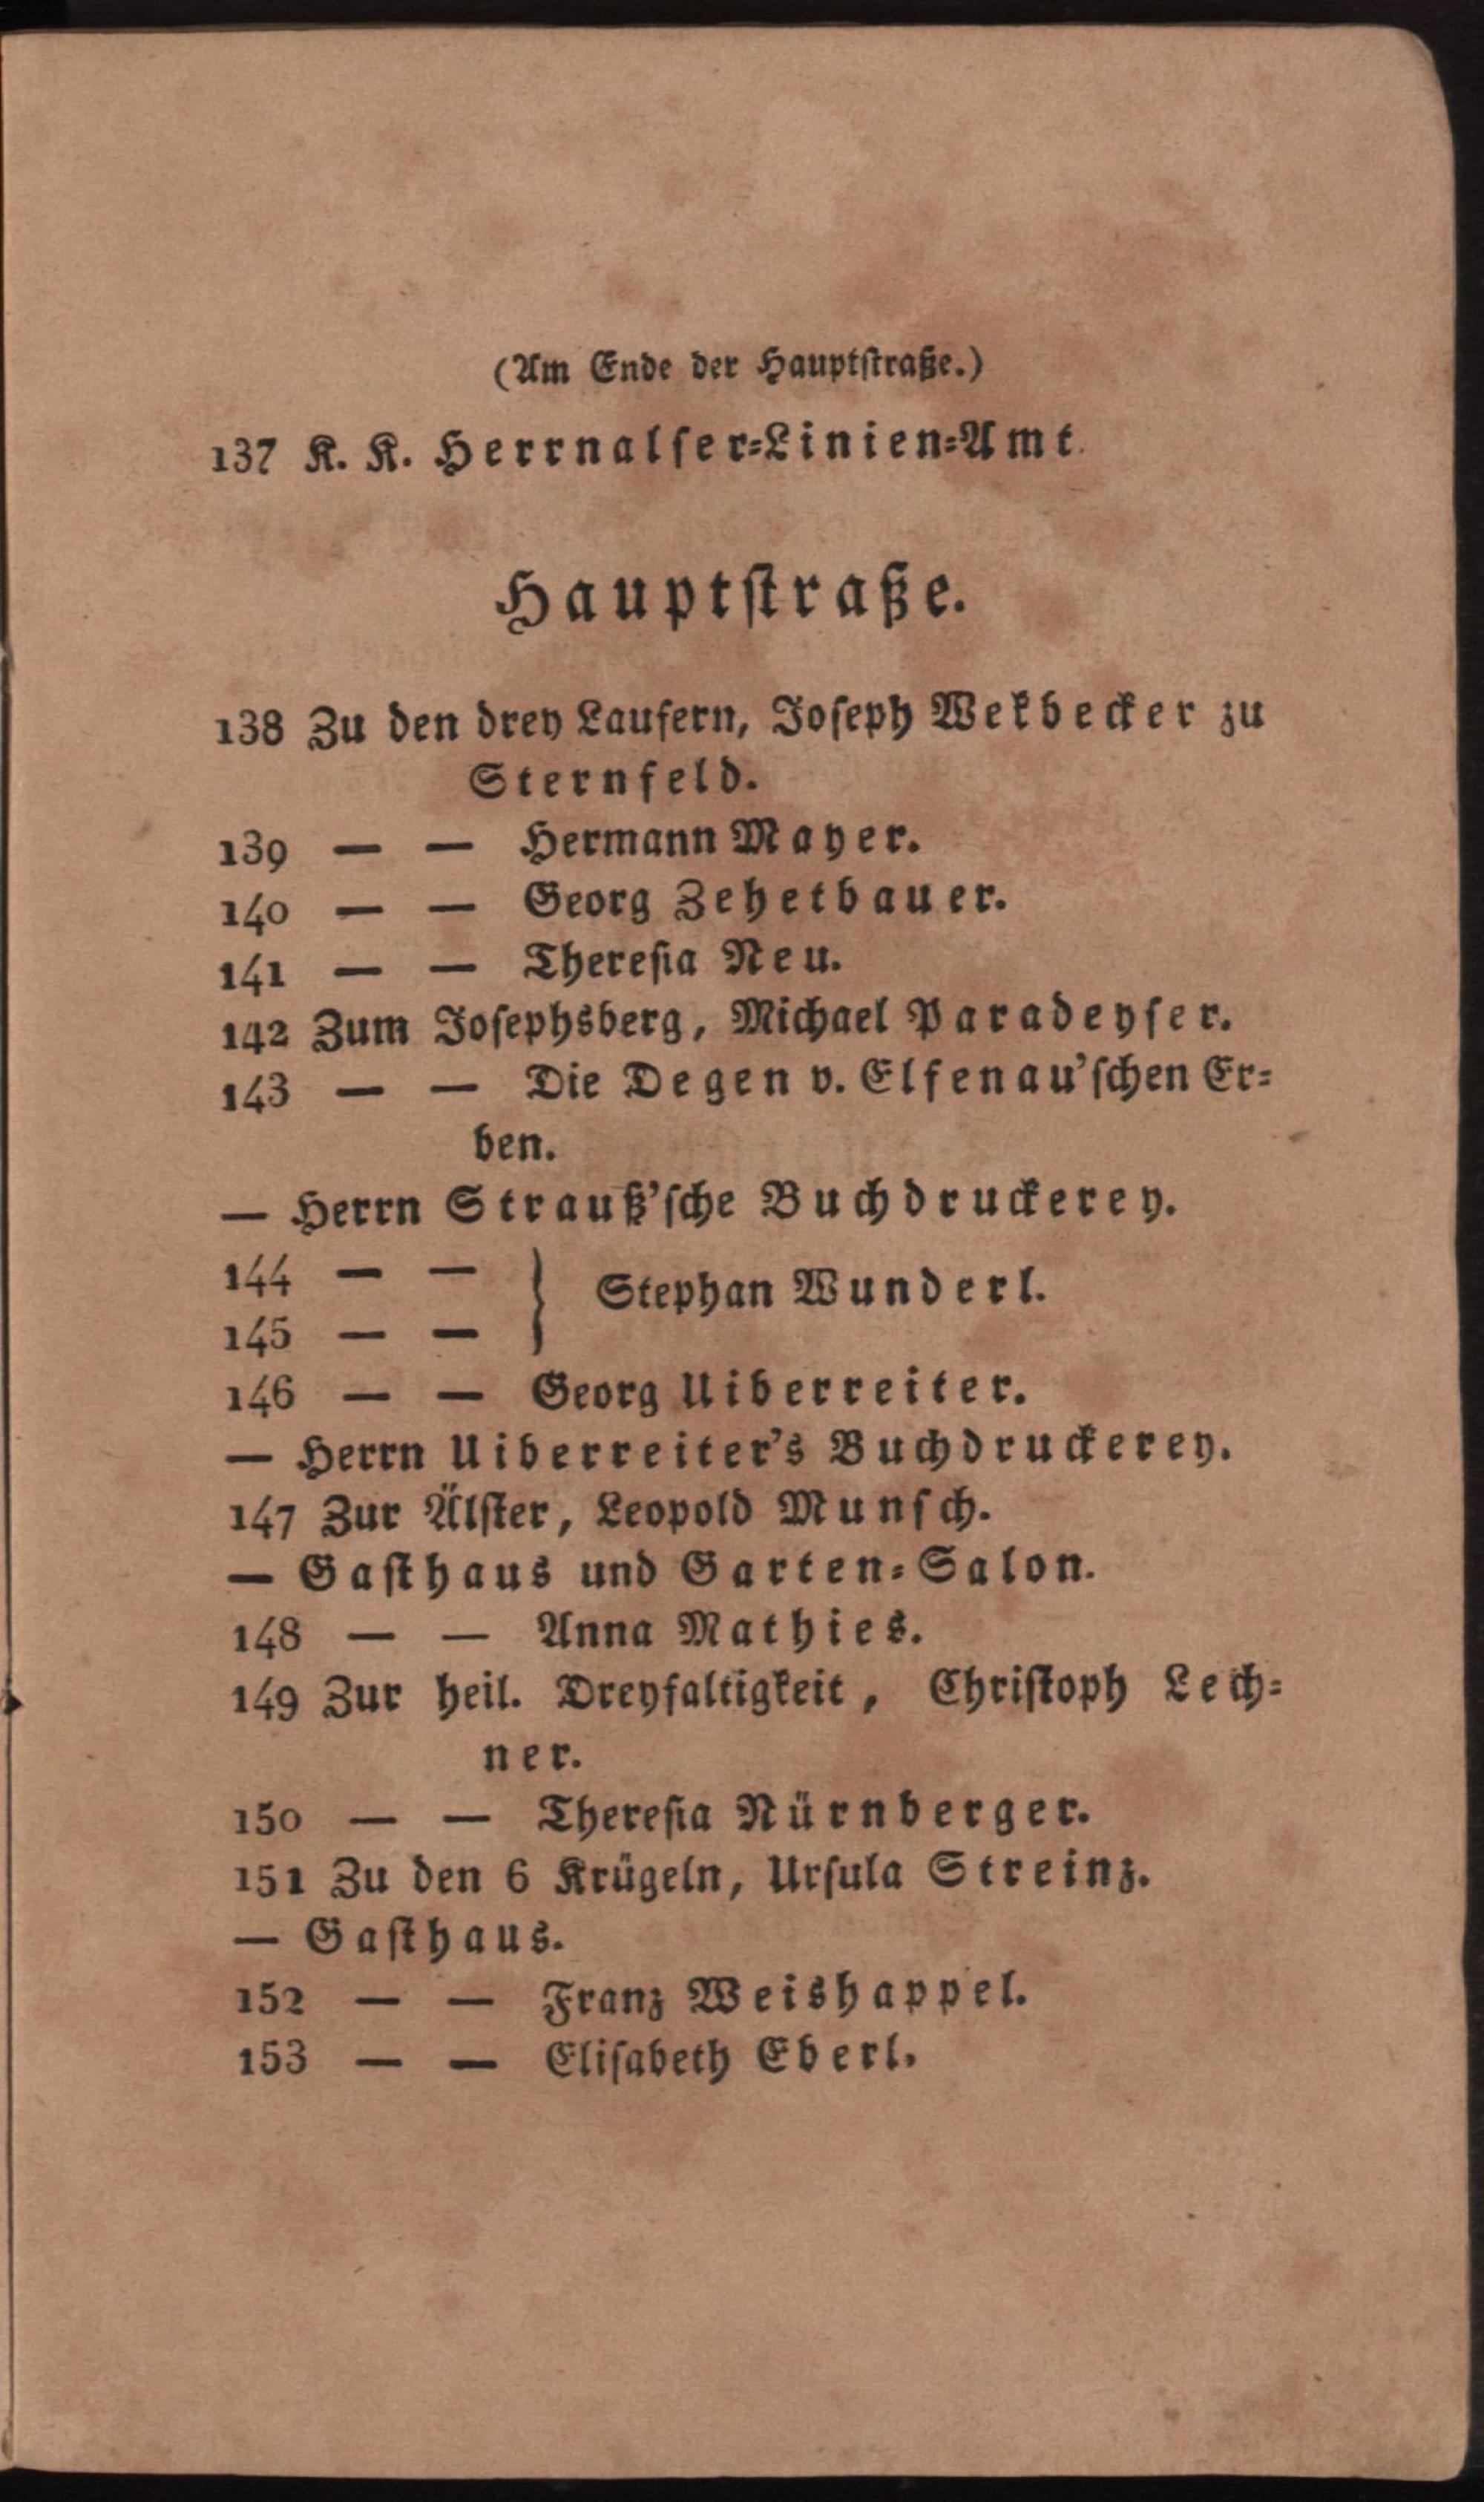 (Am Ende der Hauptſtraße.)
137 K. K. Herrnalſer-Linien-Amt.
Hauptſtraße.
138 Zu den drey Laufern, Joſeph Wekbecker zu
Sternfeld.
139 — — Hermann Mayer.
140 — — Georg Zehetbauer.
141 — — Thereſia Neu.
142 Zum Joſephsberg, Michael Paradeyſer.
143 — — Die Degen v. Elfenau'ſchen Er-
ben.
— Herrn Strauß'ſche Buchdruckerey.
144 — — } Stephan Wunderl.
145 — —
146 — — Georg Uiberreiter.
— Herrn Uiberreiter's Buchdruckerey.
147 Zur Älſter, Leopold Munſch.
— Gaſthaus und Garten-Salon.
148 — — Anna Mathies.
149 Zur heil. Dreyfaltigkeit, Chriſtoph Lech-
ner.
150 — — Thereſia Nürnberger.
151 Zu den 6 Krügeln, Urſula Streinz.
— Gaſthaus.
152 — — Franz Weishappel.
153 — — Eliſabeth Eberl.